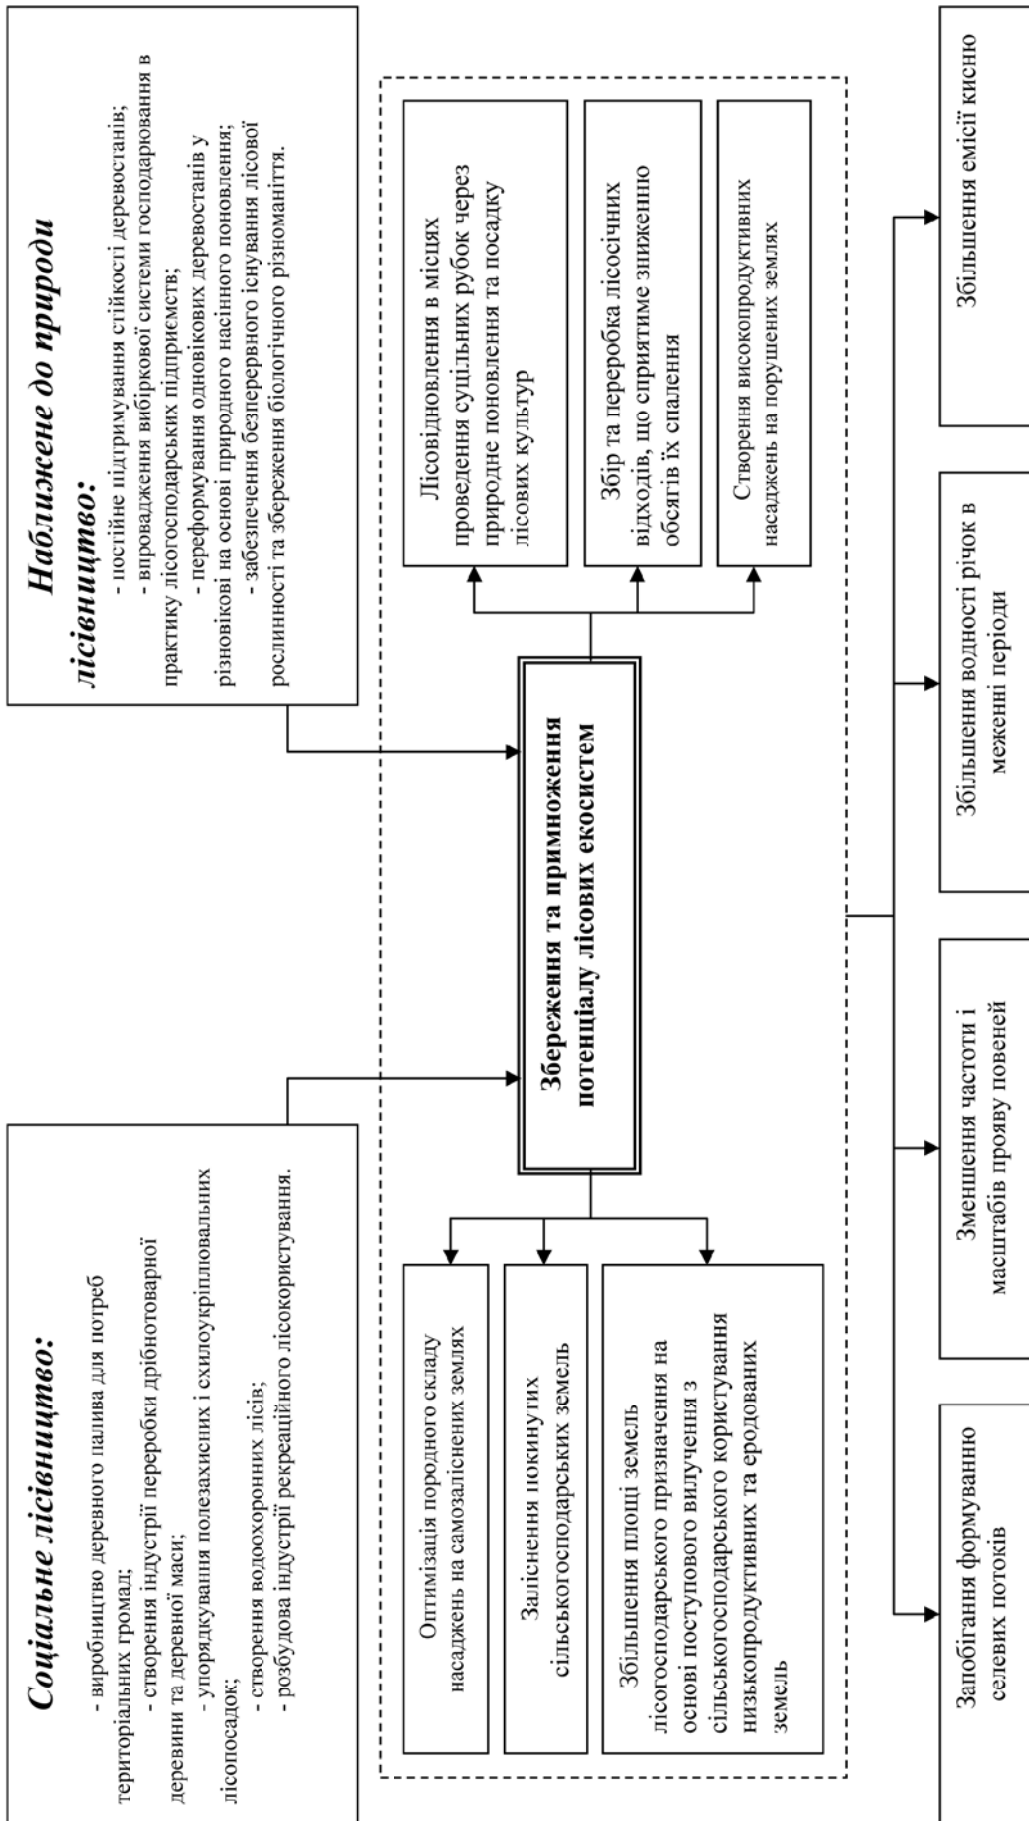 Соціальне лісівництво:
- виробництво деревного палива для потреб
територіальних громад;
- створення індустрії переробки дрібнотоварної
деревини та деревної маси;
- упорядкування полезахисних і схилоукріплювальних
лісопосадок;
- створення водоохоронних лісів;
- розбудова індустрії рекреаційного лісокористування.
Наближене до природи
лісівництво:
- постійне підтримування стійкості деревостанів;
- впровадження вибіркової системи господарювання в
практику лісогосподарських підприємств;
- переформування одновікових деревостанів у
різновікові на основі природного насінного поновлення;
- забезпечення безперервного існування лісової
рослинності та збереження біологічного різноманіття.
Оптимізація породного складу
насаджень на самозаліснених землях
Заліснення покинутих
сільськогосподарських земель
Збільшення площі земель
лісогосподарського призначення на
основі поступового вилучення з
сільськогосподарського користування
низькопродуктивних та еродованих
земель
Збереження та примноження
потенціалу лісових екосистем
Лісовідновлення в місцях
проведення суцільних рубок через
природне поновлення та посадку
лісових культур
Збір та переробка лісосічних
відходів, що сприятиме зниженню
обсягів їх спалення
Створення високопродуктивних
насаджень на порушених землях
Запобігання формуванню
селевих потоків
Зменшення частоти і
масштабів прояву повеней
Збільшення водності річок в
меженні періоди
Збільшення емісії кисню